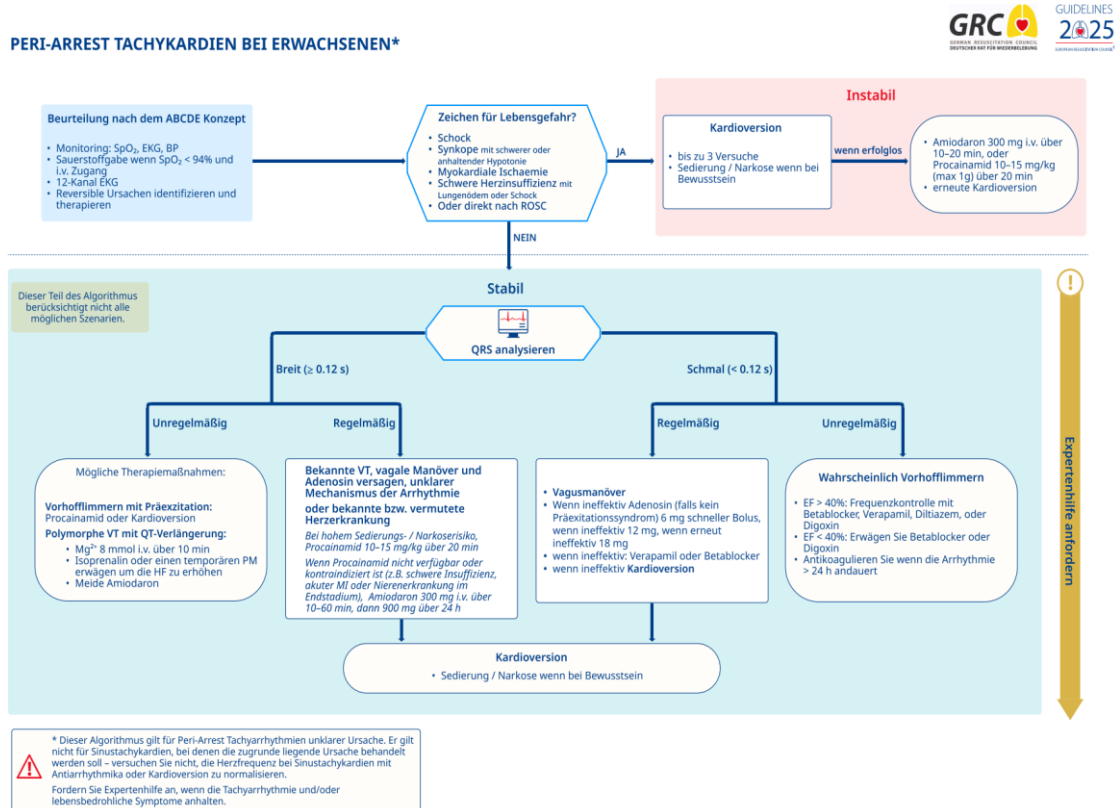 GRC
GERMAN RESUSCITATION COUNCIL
DEUTSCHER RAT FÜR WIEDERBELEBUNG
GUIDELINES
2025
EUROPEAN RESUSCITATION COUNCIL
PERI-ARREST TACHYKARDIEN BEI ERWACHSENEN*
Beurteilung nach dem ABCDE Konzept
• Monitoring: SpO₂, EKG, BP
• Sauerstoffgabe wenn SpO₂ < 94% und
i.v. Zugang
• 12-Kanal EKG
• Reversible Ursachen identifizieren und
therapieren
Zeichen für Lebensgefahr?
• Schock
• Synkope mit schwerer oder
anhaltender Hypotonie
• Myokardiale Ischaemie
• Schwere Herzinsuffizienz mit
Lungenödem oder Schock
• Oder direkt nach ROSC
JA
NEIN
Instabil
Kardioversion
• bis zu 3 Versuche
• Sedierung / Narkose wenn bei
Bewusstsein
wenn erfolglos
• Amiodaron 300 mg i.v. über
10–20 min, oder
Procainamid 10–15 mg/kg
(max 1g) über 20 min
• erneute Kardioversion
Dieser Teil des Algorithmus
berücksichtigt nicht alle
möglichen Szenarien.
Stabil
QRS analysieren
Breit (≥ 0.12 s)
Schmal (< 0.12 s)
Unregelmäßig
Regelmäßig
Regelmäßig
Unregelmäßig
Mögliche Therapiemaßnahmen:
Vorhofflimmern mit Präexzitation:
Procainamid oder Kardioversion
Polymorphe VT mit QT-Verlängerung:
• Mg²⁺ 8 mmol i.v. über 10 min
• Isoprenalin oder einen temporären PM
erwägen um die HF zu erhöhen
• Meide Amiodaron
Bekannte VT, vagale Manöver und
Adenosin versagen, unklarer
Mechanismus der Arrhythmie
oder bekannte bzw. vermutete
Herzerkrankung
Bei hohem Sedierungs- / Narkoserisiko,
Procainamid 10–15 mg/kg über 20 min
Wenn Procainamid nicht verfügbar oder
kontraindiziert ist (z.B. schwere Insuffizienz,
akuter MI oder Nierenerkrankung im
Endstadium), Amiodaron 300 mg i.v. über
10–60 min, dann 900 mg über 24 h
• Vagusmanöver
• Wenn ineffektiv Adenosin (falls kein
Präexitationssyndrom) 6 mg schneller Bolus,
wenn ineffektiv 12 mg, wenn erneut
ineffektiv 18 mg
• wenn ineffektiv: Verapamil oder Betablocker
• wenn ineffektiv Kardioversion
Wahrscheinlich Vorhofflimmern
• EF > 40%: Frequenzkontrolle mit
Betablocker, Verapamil, Diltiazem, oder
Digoxin
• EF < 40%: Erwägen Sie Betablocker oder
Digoxin
• Antikoagulieren Sie wenn die Arrhythmie
> 24 h andauert
Kardioversion
• Sedierung / Narkose wenn bei Bewusstsein
!
Expertenhilfe anfordern
* Dieser Algorithmus gilt für Peri-Arrest Tachyarrhythmien unklarer Ursache. Er gilt
nicht für Sinustachykardien, bei denen die zugrunde liegende Ursache behandelt
werden soll – versuchen Sie nicht, die Herzfrequenz bei Sinustachykardien mit
Antiarrhythmika oder Kardioversion zu normalisieren.
Fordern Sie Expertenhilfe an, wenn die Tachyarrhythmie und/oder
lebensbedrohliche Symptome anhalten.